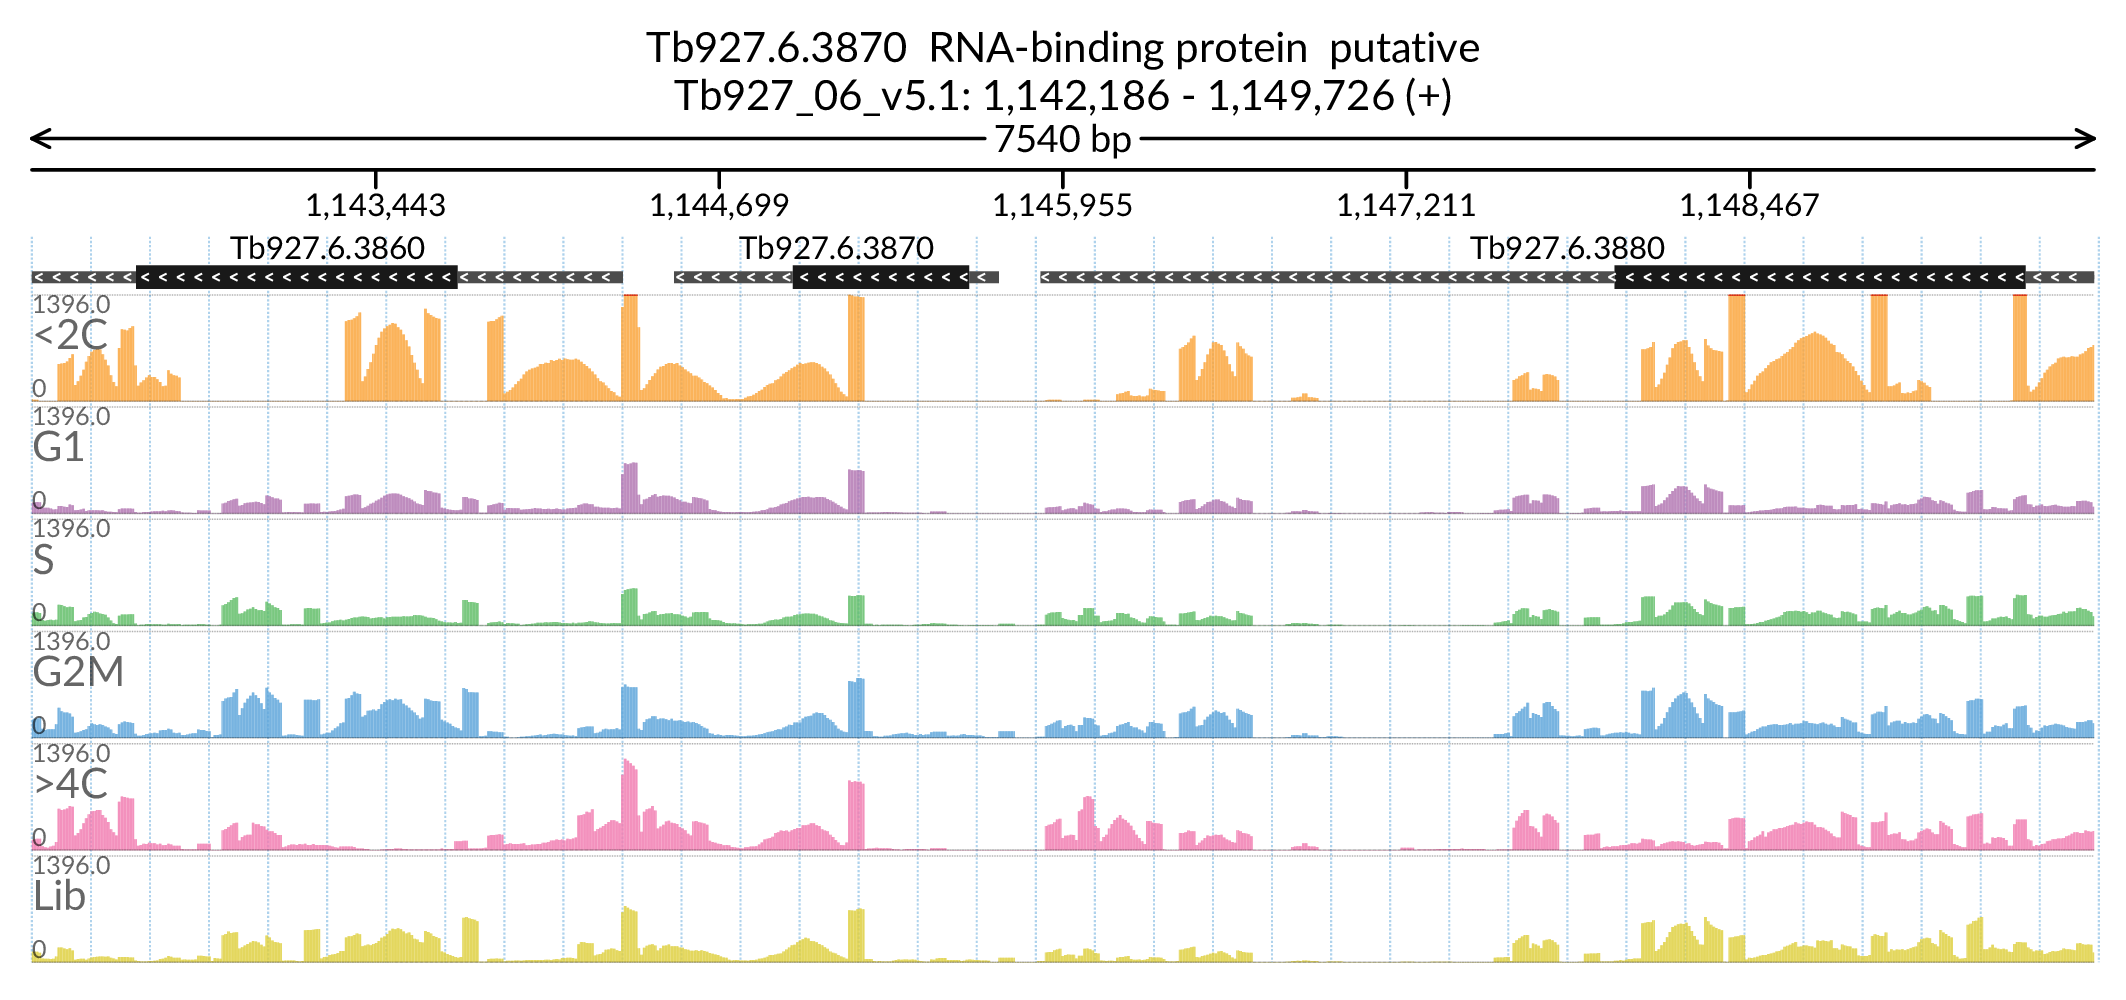 Tb927.6.3870 RNA-binding protein putative
Tb927_06_v5.1: 1,142,186 - 1,149,726 (+)
7540 bp
1,143,443 1,144,699 1,145,955 1,147,211 1,148,467
Tb927.6.3860 Tb927.6.3870 Tb927.6.3880
1396.0
<2C
0
1396.0
G1
0
1396.0
S
0
1396.0
G2M
0
1396.0
>4C
0
1396.0
Lib
0